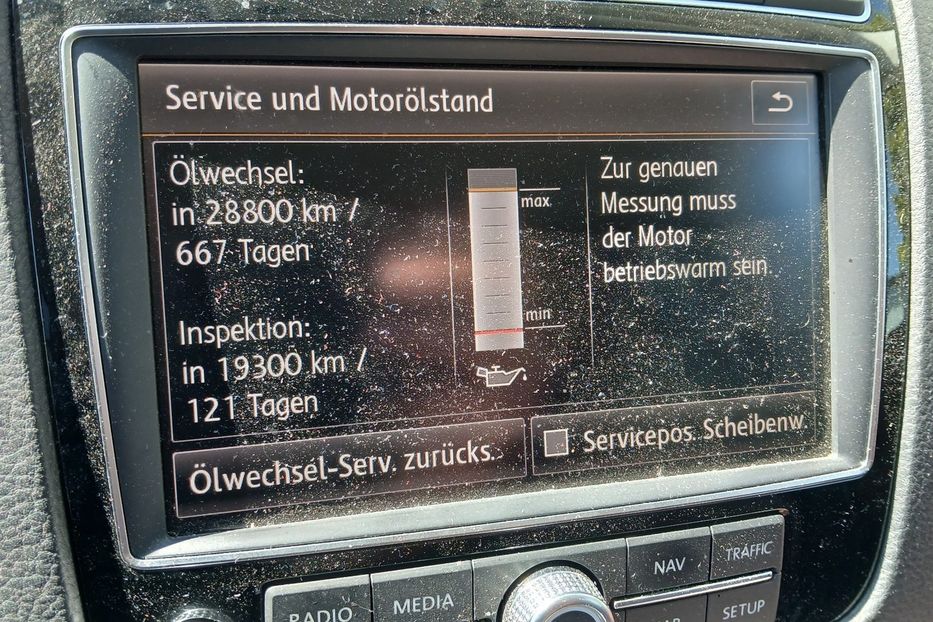 Service und Motorölstand
Ölwechsel:
in 28800 km /
667 Tagen
Inspektion:
in 19300 km /
121 Tagen
max.
min
Zur genauen
Messung muss
der Motor
betriebswarm sein.
Ölwechsel-Serv. zurücks.
Servicepos. Scheibenw.
RADIO
MEDIA
NAV
TRAFFIC
SETUP